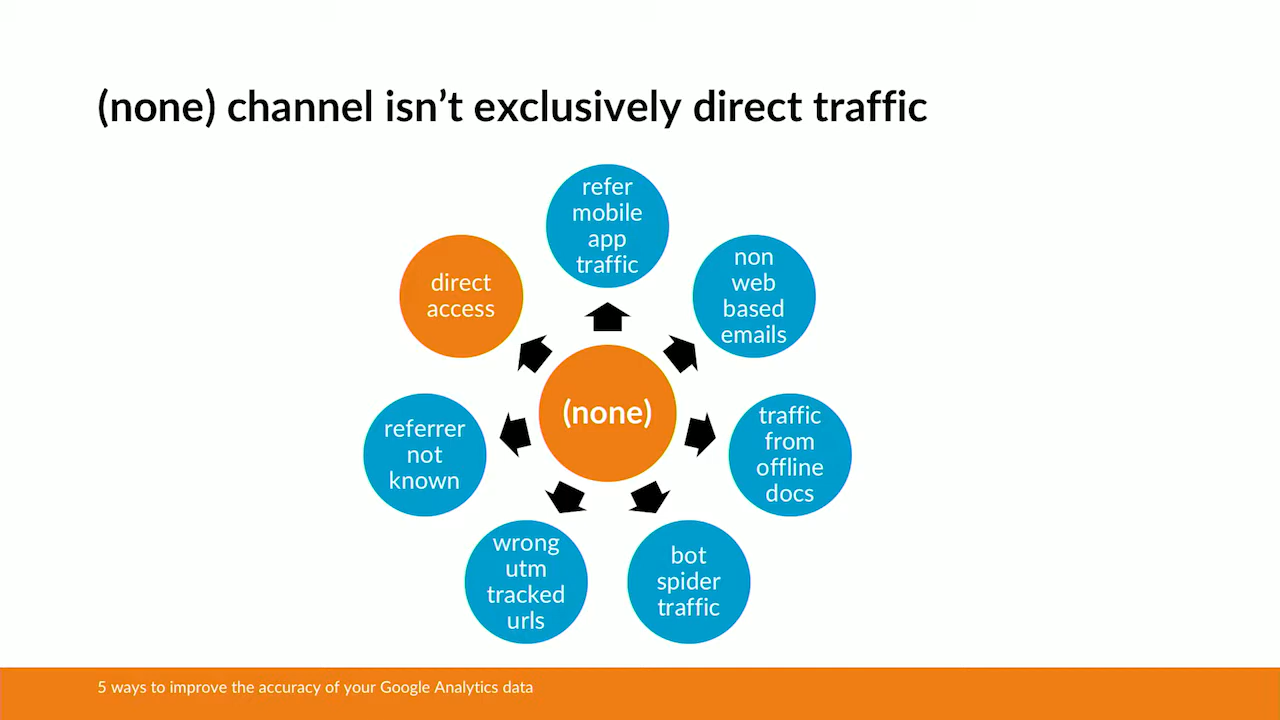 (none) channel isn’t exclusively direct traffic
refer
mobile
app
traffic
non
web
based
emails
traffic
from
offline
docs
bot
spider
traffic
wrong
utm
tracked
urls
referrer
not
known
direct
access
(none)
5 ways to improve the accuracy of your Google Analytics data